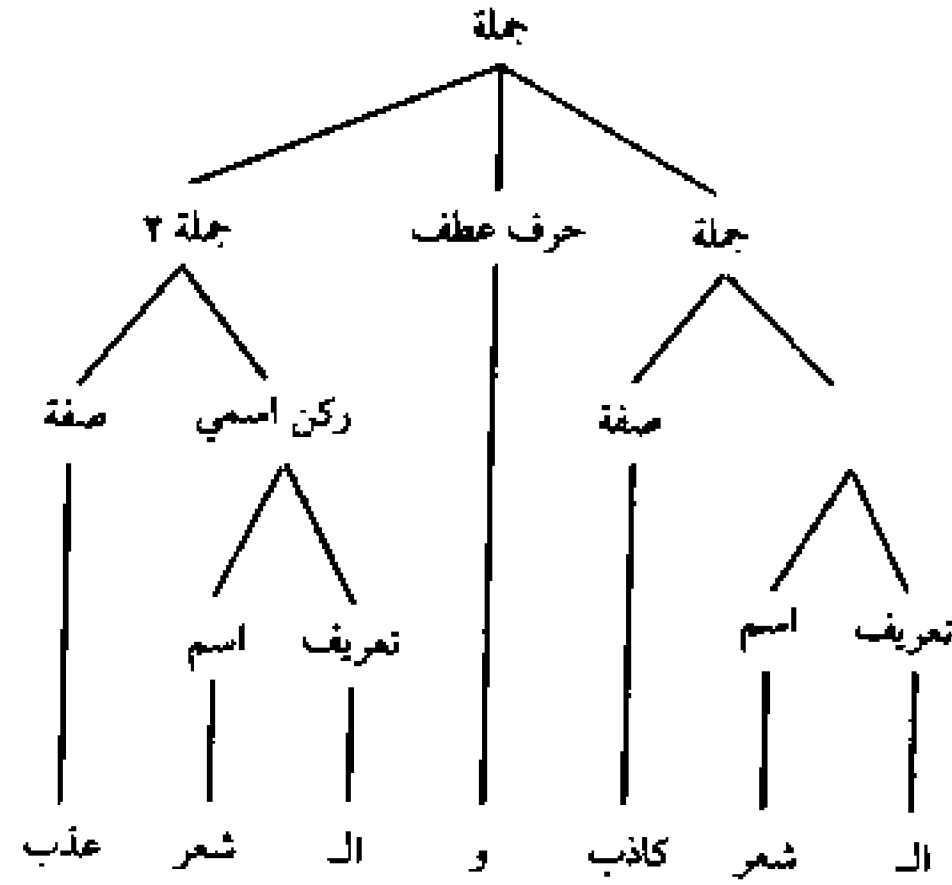 جملة
جملة حرف عطف جملة ٢
صفة ركن اسمي صفة
تعريف اسم تعريف اسم
الـ شعر كاذب و الـ شعر عذب